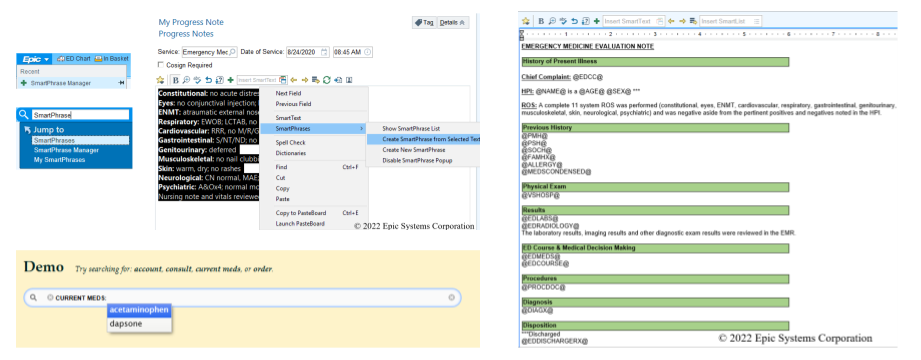 Epic
ED Chart
In Basket
Recent
SmartPhrase Manager
SmartPhrase
Jump to
SmartPhrases
SmartPhrase Manager
My SmartPhrases
My Progress Note
Progress Notes
Tag
Details
Service: Emergency Mec
Date of Service: 8/24/2020
08:45 AM
Cosign Required
B
Insert SmartText
Constitutional: no acute distres
Eyes: no conjunctival injection;
ENMT: atraumatic external nos
Respiratory: EWOB; LCTAB, no
Cardiovascular: RRR, no M/R/G
Gastrointestinal: S/NT/ND; no
Genitourinary: deferred
Musculoskeletal: no nail clubbi
Skin: warm, dry; no rashes
Neurological: CN normal, MAE;
Psychiatric: A&Ox4; normal mo
Nursing note and vitals reviewe
Next Field
Previous Field
SmartText
SmartPhrases
Spell Check
Dictionaries
Find Ctrl+F
Cut
Copy
Paste
Copy to PasteBoard Ctrl+E
Launch PasteBoard
Show SmartPhrase List
Create SmartPhrase from Selected Text
Create New SmartPhrase
Disable SmartPhrase Popup
© 2022 Epic Systems Corporation
Demo Try searching for: account, consult, current meds, or order.
CURRENT MEDS:
acetaminophen
dapsone
B
Insert SmartText
Insert SmartList
1 2 3 4 5 6 7 8
EMERGENCY MEDICINE EVALUATION NOTE
History of Present Illness
Chief Complaint: @EDCC@
HPI: @NAME@ is a @AGE@ @SEX@ ***
ROS: A complete 11 system ROS was performed (constitutional, eyes, ENMT, cardiovascular, respiratory, gastrointestinal, genitourinary,
musculoskeletal, skin, neurological, psychiatric) and was negative aside from the pertinent positives and negatives noted in the HPI.
Previous History
@PMH@
@PSH@
@SOCH@
@FAMHX@
@ALLERGY@
@MEDSCONDENSED@
Physical Exam
@VSHOSP@
Results
@EDLABS@
@EDRADIOLOGY@
The laboratory results, imaging results and other diagnostic exam results were reviewed in the EMR.
ED Course & Medical Decision Making
@EDMEDS@
@EDCOURSE@
Procedures
@PROCDOC@
Diagnosis
@DIAGX@
Disposition
***Discharged
@EDDISCHARGERX@
© 2022 Epic Systems Corporation